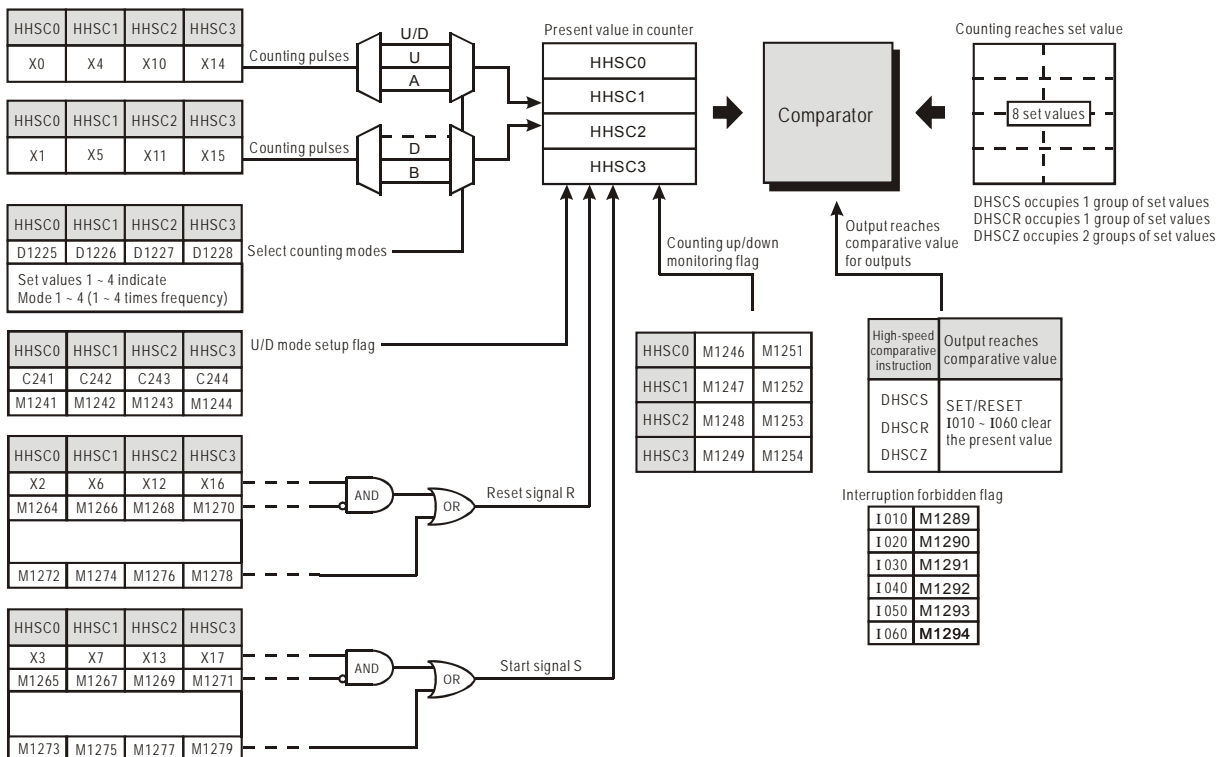 HHSC0 HHSC1 HHSC2 HHSC3
X0 X4 X10 X14
Counting pulses
U/D
U
A
HHSC0 HHSC1 HHSC2 HHSC3
X1 X5 X11 X15
Counting pulses
D
B
HHSC0 HHSC1 HHSC2 HHSC3
D1225 D1226 D1227 D1228
Set values 1 ~ 4 indicate
Mode 1 ~ 4 (1 ~ 4 times frequency)
Select counting modes
HHSC0 HHSC1 HHSC2 HHSC3
C241 C242 C243 C244
M1241 M1242 M1243 M1244
U/D mode setup flag
HHSC0 HHSC1 HHSC2 HHSC3
X2 X6 X12 X16
M1264 M1266 M1268 M1270
M1272 M1274 M1276 M1278
AND
OR
Reset signal R
HHSC0 HHSC1 HHSC2 HHSC3
X3 X7 X13 X17
M1265 M1267 M1269 M1271
M1273 M1275 M1277 M1279
AND
OR
Start signal S
Present value in counter
HHSC0
HHSC1
HHSC2
HHSC3
Comparator
Counting reaches set value
8 set values
DHSCS occupies 1 group of set values
DHSCR occupies 1 group of set values
DHSCZ occupies 2 groups of set values
Counting up/down
monitoring flag
HHSC0 M1246 M1251
HHSC1 M1247 M1252
HHSC2 M1248 M1253
HHSC3 M1249 M1254
Output reaches
comparative value
for outputs
High-speed
comparative
instruction
Output reaches
comparative value
DHSCS
DHSCR
DHSCZ
SET/RESET
I010 ~ I060 clear
the present value
Interruption forbidden flag
I010 M1289
I020 M1290
I030 M1291
I040 M1292
I050 M1293
I060 M1294